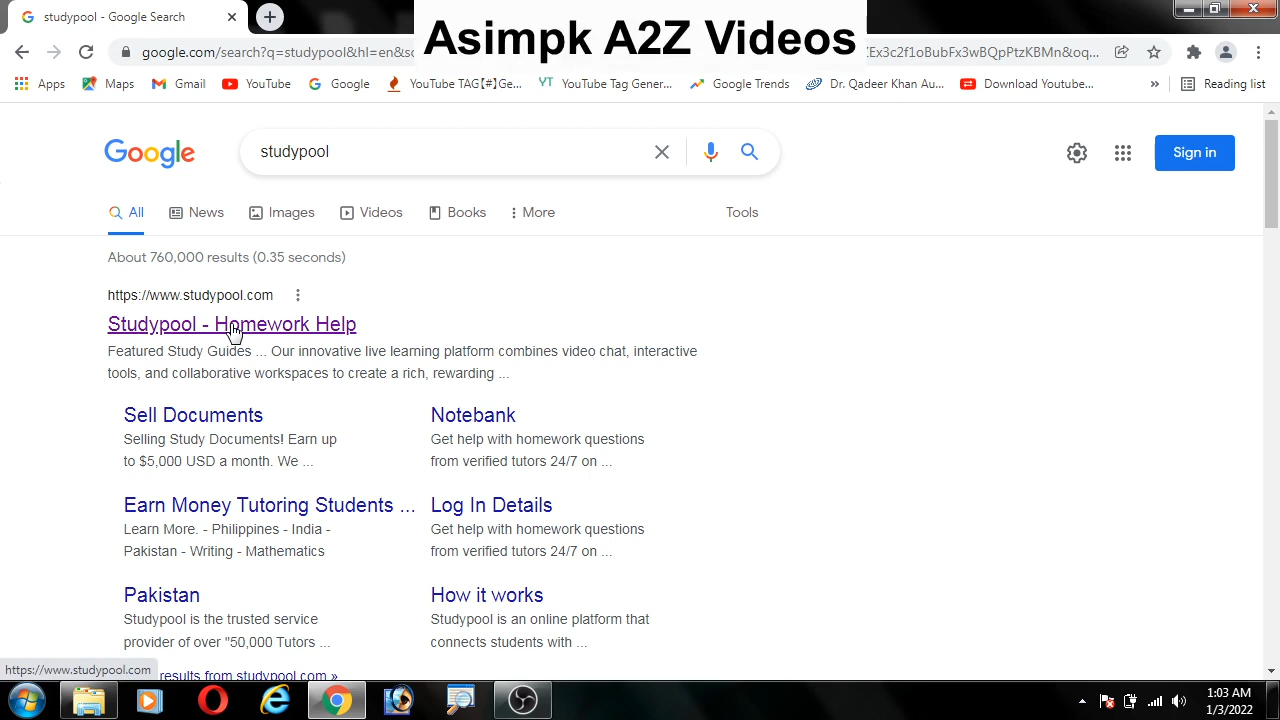 studypool - Google Search
Asimpk A2Z Videos
google.com/search?q=studypool&hl=en&
Ex3c2f1oBubFx3wBQpPtzKBMn&oq...
Apps
Maps
Gmail
YouTube
Google
YouTube TAG【#】Ge...
YT
YouTube Tag Gener...
Google Trends
Dr. Qadeer Khan Au...
Download Youtube...
»
Reading list
Google
studypool
Sign in
All
News
Images
Videos
Books
More
Tools
About 760,000 results (0.35 seconds)
https://www.studypool.com
Studypool - Homework Help
Featured Study Guides ... Our innovative live learning platform combines video chat, interactive
tools, and collaborative workspaces to create a rich, rewarding ...
Sell Documents
Selling Study Documents! Earn up
to $5,000 USD a month. We ...
Notebank
Get help with homework questions
from verified tutors 24/7 on ...
Earn Money Tutoring Students ...
Learn More. - Philippines - India -
Pakistan - Writing - Mathematics
Log In Details
Get help with homework questions
from verified tutors 24/7 on ...
Pakistan
Studypool is the trusted service
provider of over "50,000 Tutors ...
How it works
Studypool is an online platform that
connects students with ...
results from studypool.com »
https://www.studypool.com
1:03 AM
1/3/2022